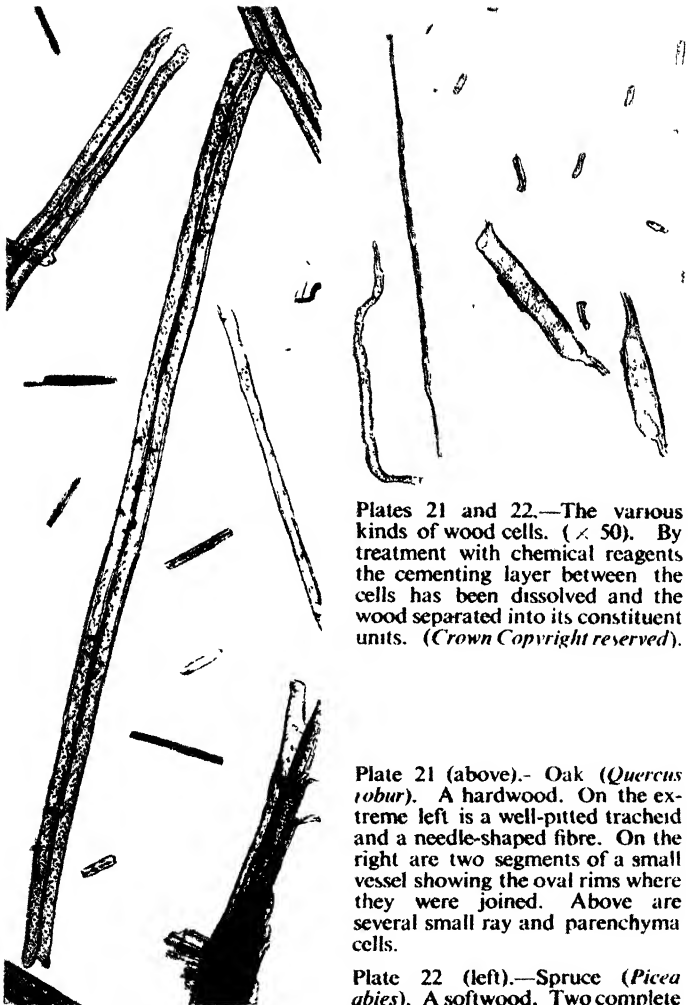 Plates 21 and 22.—The various
kinds of wood cells. (× 50). By
treatment with chemical reagents
the cementing layer between the
cells has been dissolved and the
wood separated into its constituent
units. (Crown Copyright reserved).
Plate 21 (above).- Oak (Quercus
robur). A hardwood. On the ex-
treme left is a well-pitted tracheid
and a needle-shaped fibre. On the
right are two segments of a small
vessel showing the oval rims where
they were joined. Above are
several small ray and parenchyma
cells.
Plate 22 (left).—Spruce (Picea
abies). A softwood. Two complete